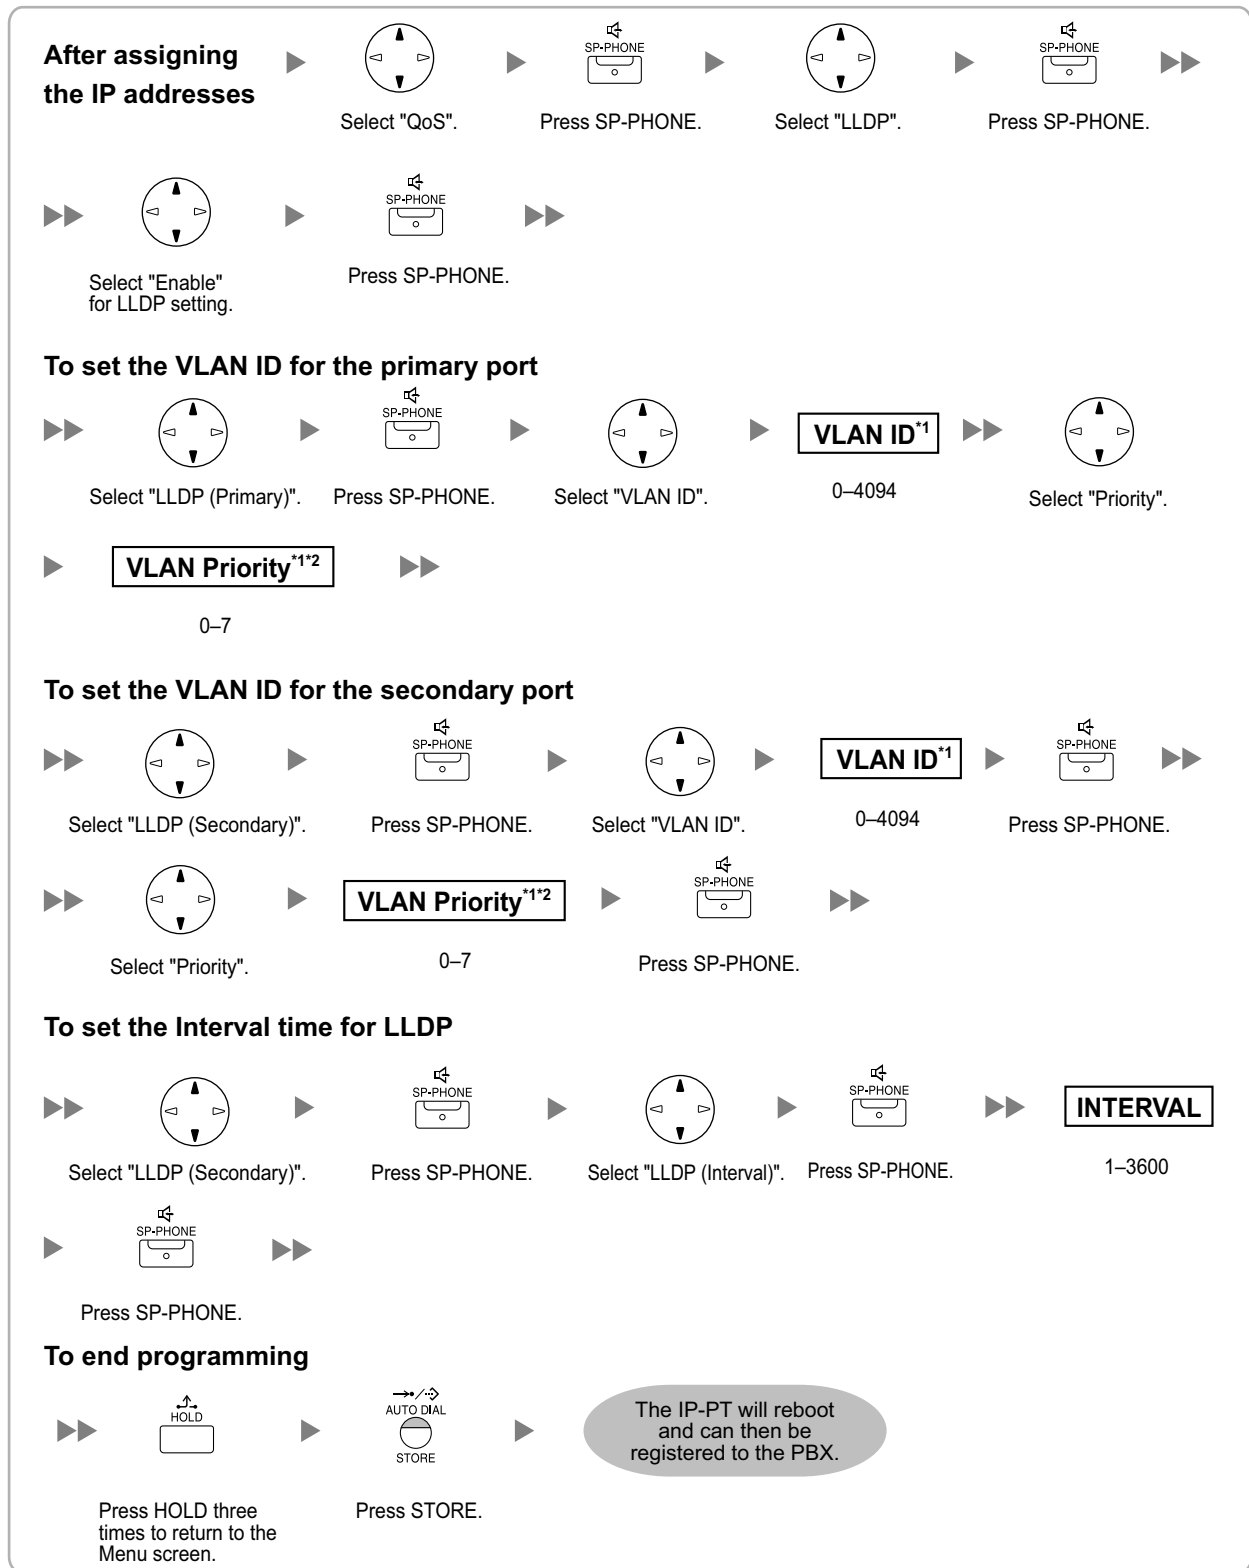 After assigning
the IP addresses
SP-PHONE
SP-PHONE
Select "QoS".
Press SP-PHONE.
Select "LLDP".
Press SP-PHONE.
SP-PHONE
Select "Enable"
for LLDP setting.
Press SP-PHONE.
To set the VLAN ID for the primary port
SP-PHONE
VLAN ID*1
Select "LLDP (Primary)".
Press SP-PHONE.
Select "VLAN ID".
0–4094
Select "Priority".
VLAN Priority*1*2
0–7
To set the VLAN ID for the secondary port
SP-PHONE
VLAN ID*1
SP-PHONE
Select "LLDP (Secondary)".
Press SP-PHONE.
Select "VLAN ID".
0–4094
Press SP-PHONE.
VLAN Priority*1*2
SP-PHONE
Select "Priority".
0–7
Press SP-PHONE.
To set the Interval time for LLDP
SP-PHONE
SP-PHONE
INTERVAL
Select "LLDP (Secondary)".
Press SP-PHONE.
Select "LLDP (Interval)".
Press SP-PHONE.
1–3600
SP-PHONE
Press SP-PHONE.
To end programming
HOLD
AUTO DIAL
STORE
The IP-PT will reboot
and can then be
registered to the PBX.
Press HOLD three
times to return to the
Menu screen.
Press STORE.